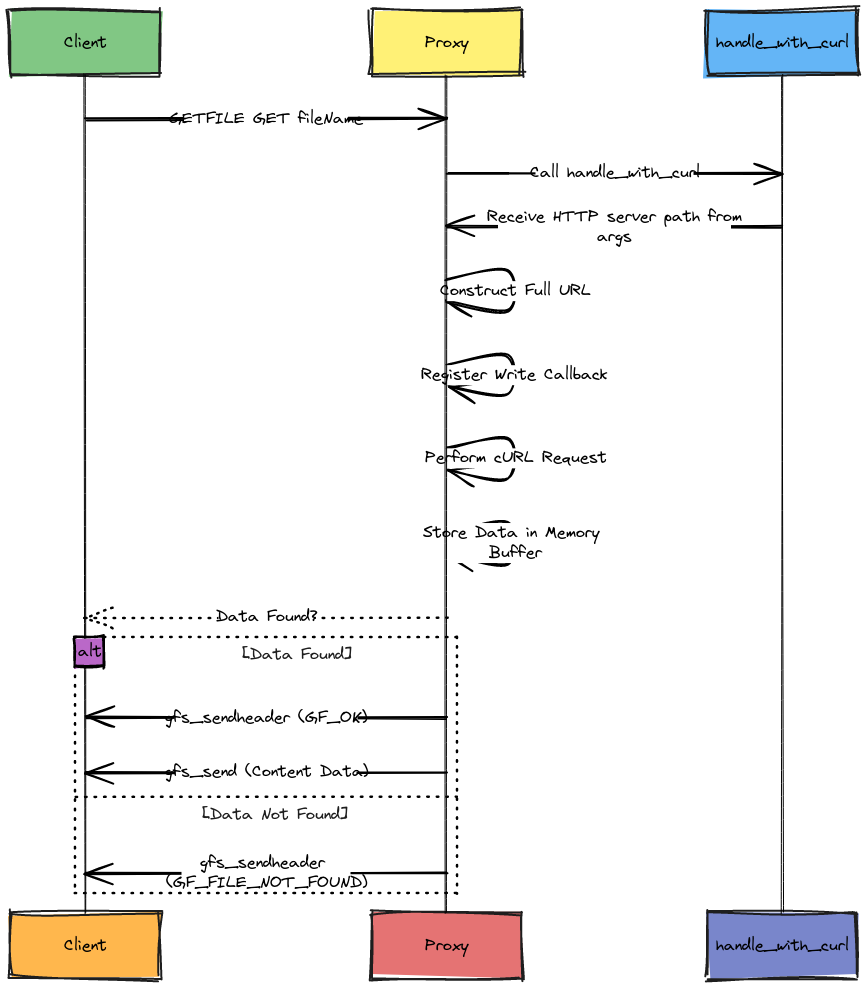 Client
Proxy
handle_with_curl
GETFILE GET fileName
Call handle_with_curl
Receive HTTP server path from
args
Construct Full URL
Register Write Callback
Perform cURL Request
Store Data in Memory
Buffer
Data Found?
alt
[Data Found]
gfs_sendheader (GF_OK)
gfs_send (Content Data)
[Data Not Found]
gfs_sendheader
(GF_FILE_NOT_FOUND)
Client
Proxy
handle_with_curl